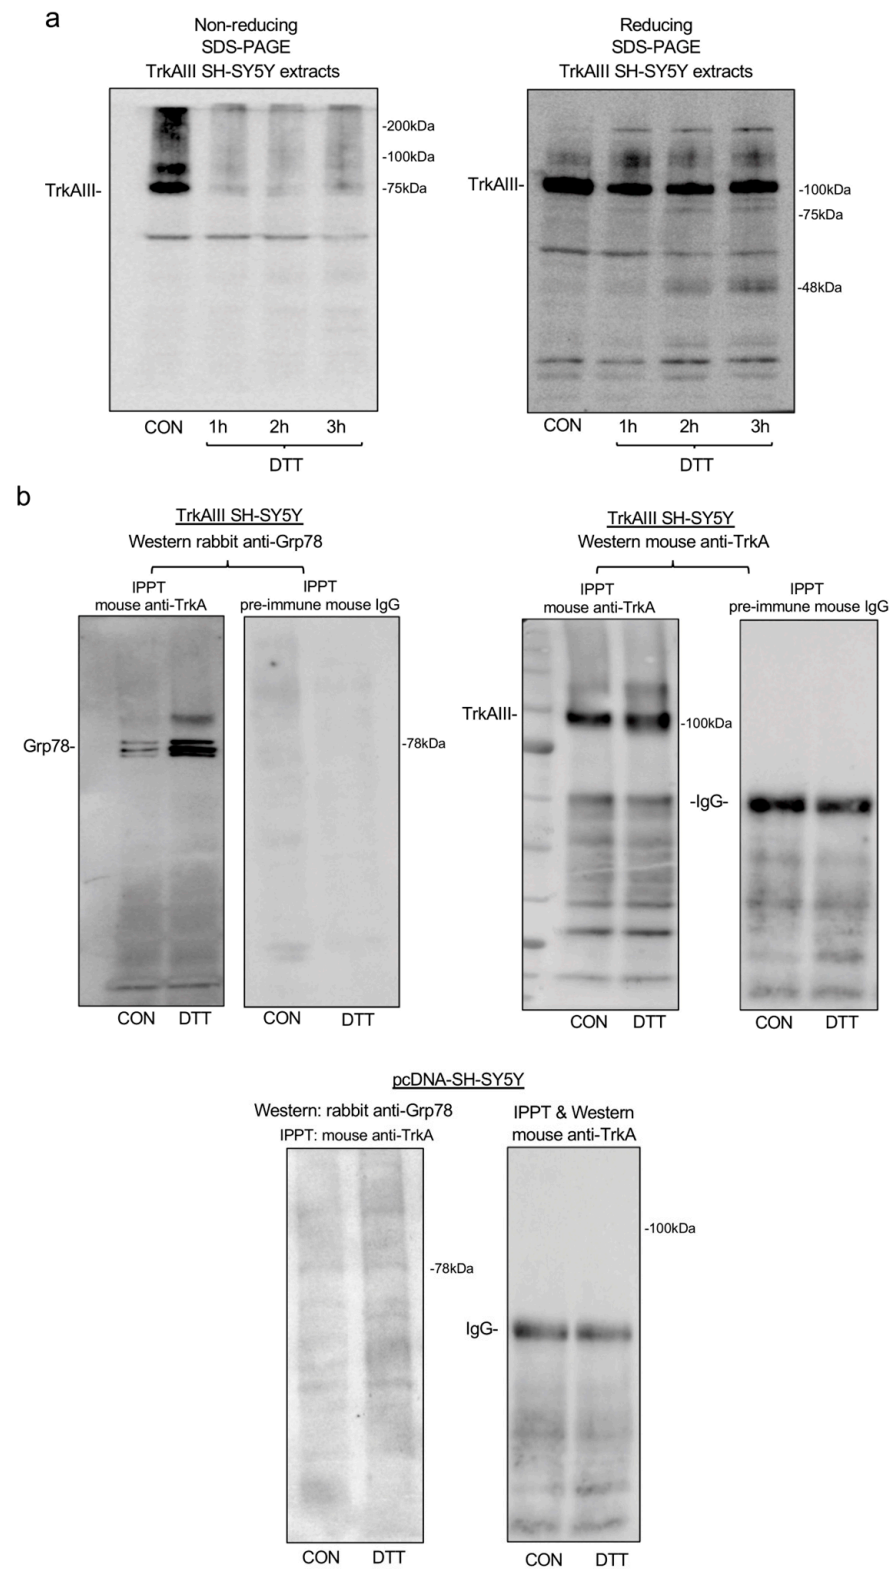 a
Non-reducing
SDS-PAGE
TrkAIII SH-SY5Y extracts
Reducing
SDS-PAGE
TrkAIII SH-SY5Y extracts
-200kDa
-100kDa
TrkAIII-
-75kDa
TrkAIII-
-100kDa
-75kDa
-48kDa
CON
1h
2h
3h
DTT
CON
1h
2h
3h
DTT
b
TrkAIII SH-SY5Y
Western rabbit anti-Grp78
IPPT
mouse anti-TrkA
IPPT
pre-immune mouse IgG
TrkAIII SH-SY5Y
Western mouse anti-TrkA
IPPT
mouse anti-TrkA
IPPT
pre-immune mouse IgG
Grp78-
-78kDa
TrkAIII-
-100kDa
-IgG-
CON
DTT
CON
DTT
CON
DTT
CON
DTT
pcDNA-SH-SY5Y
Western: rabbit anti-Grp78
IPPT: mouse anti-TrkA
IPPT & Western
mouse anti-TrkA
-78kDa
-100kDa
IgG-
CON
DTT
CON
DTT